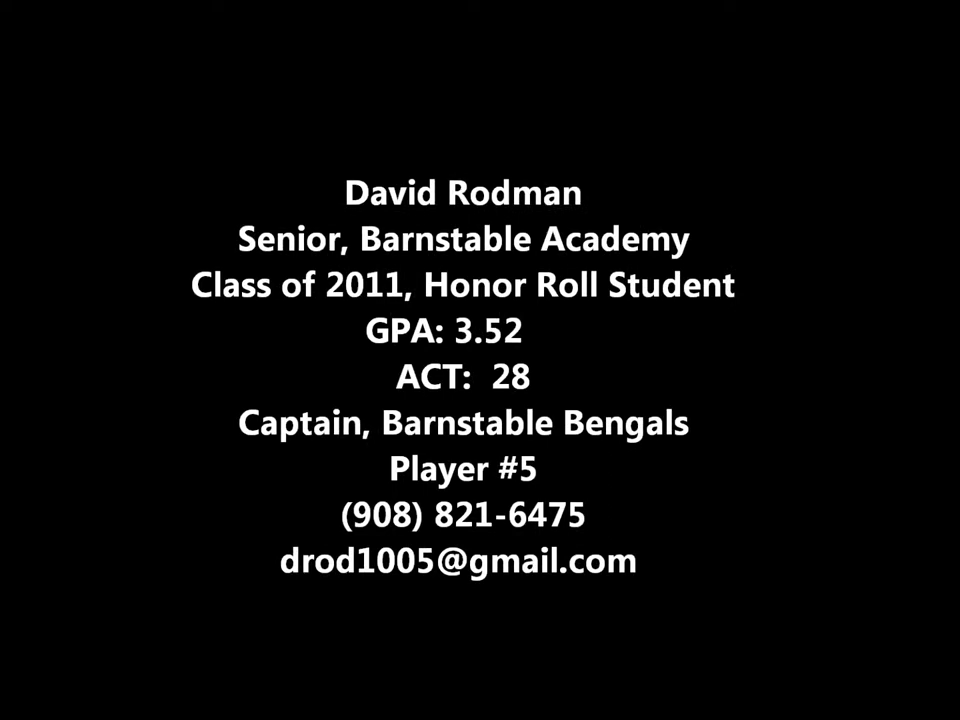 David Rodman
Senior, Barnstable Academy
Class of 2011, Honor Roll Student
GPA: 3.52
ACT:  28
Captain, Barnstable Bengals
Player #5
(908) 821-6475
drod1005@gmail.com